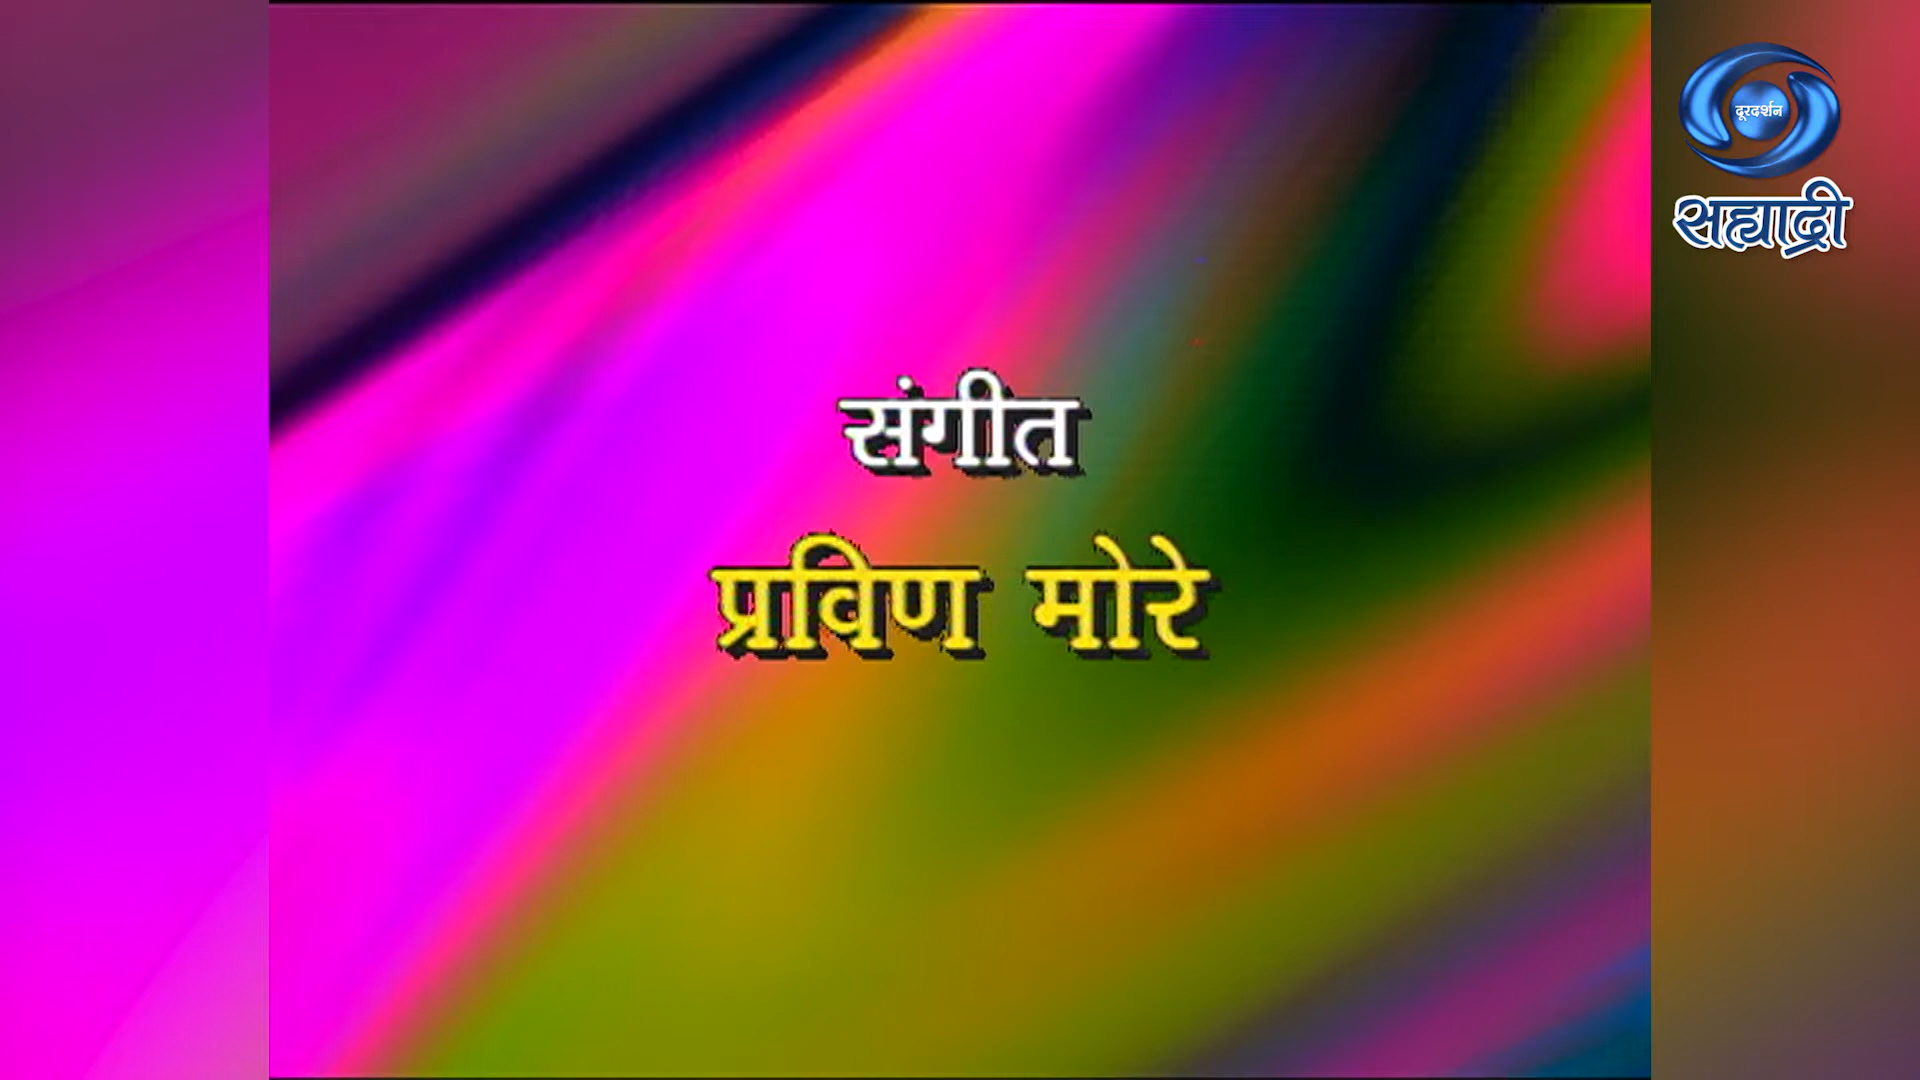 दूरदर्शन
सह्याद्री
संगीत
प्रविण मोरे